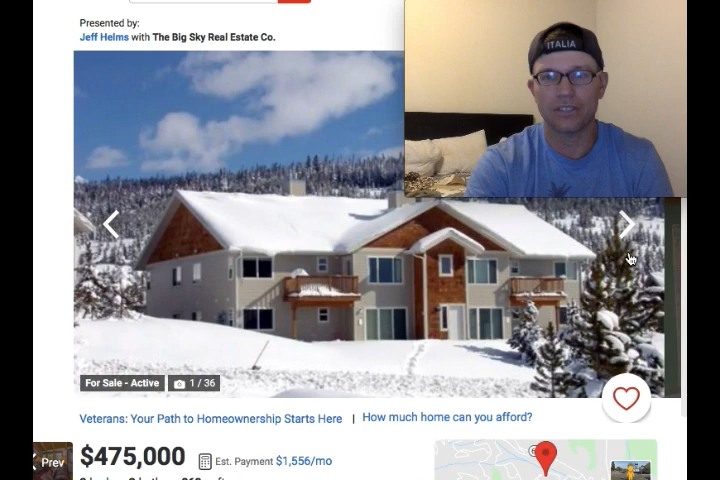 Presented by:
Jeff Helms with The Big Sky Real Estate Co.
ITALIA
For Sale - Active
1 / 36
Veterans: Your Path to Homeownership Starts Here | How much home can you afford?
Prev
$475,000
Est. Payment $1,556/mo